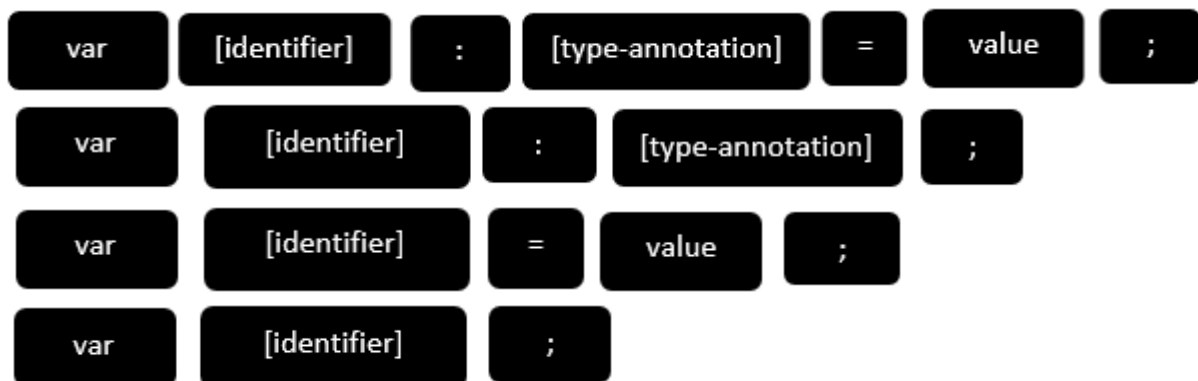 var [identifier] : [type-annotation] = value ;
var [identifier] : [type-annotation] ;
var [identifier] = value ;
var [identifier] ;